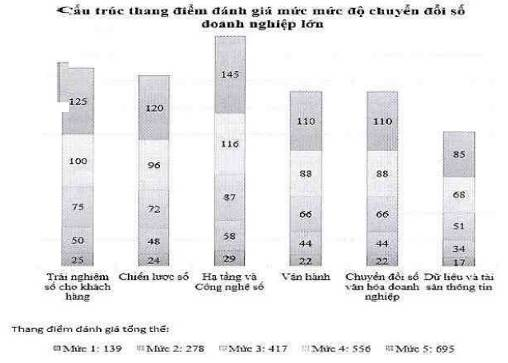 Cấu trúc thang điểm đánh giá mức mức độ chuyển đổi số
doanh nghiệp lớn
125 120 145 110 110 85
100 96 116 88 88 68
75 72 87 66 66 51
50 48 58 44 44 34
25 24 29 22 22 17
Trải nghiệm số cho khách hàng
Chiến lược số
Hạ tầng và Công nghệ số
Vận hành
Chuyển đổi số văn hóa doanh nghiệp
Dữ liệu và tài sản thông tin
Thang điểm đánh giá tổng thể:
Mức 1: 139 Mức 2: 278 Mức 3: 417 Mức 4: 556 Mức 5: 695